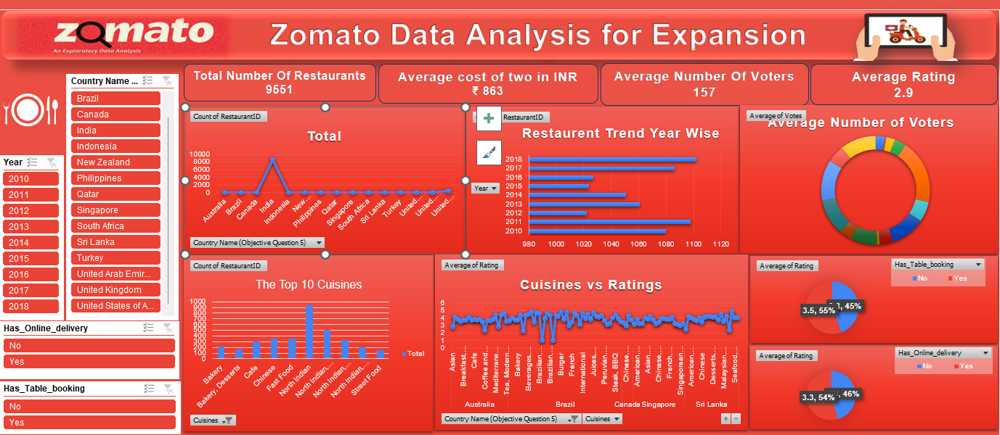 zomato
An Exploratory Data Analysis
Zomato Data Analysis for Expansion
Total Number Of Restaurants
9551
Average cost of two in INR
₹ 863
Average Number Of Voters
157
Average Rating
2.9
Country Name ...
Brazil
Canada
India
Indonesia
New Zealand
Philippines
Qatar
Singapore
South Africa
Sri Lanka
Turkey
United Arab Emir...
United Kingdom
United States of A...
Year
2010
2011
2012
2013
2014
2015
2016
2017
2018
Has_Online_delivery
No
Yes
Has_Table_booking
No
Yes
Count of RestaurantID
Total
10000
8000
6000
4000
2000
0
Australia
Brazil
Canada
India
Indonesia
New...
Philippines
Qatar
Singapore
South Africa
Sri Lanka
Turkey
United...
United...
United...
Country Name (Objective Question 5)
RestaurantID
Restaurent Trend Year Wise
Year
2018
2017
2016
2015
2014
2013
2012
2011
2010
980 1000 1020 1040 1060 1080 1100 1120
Average of Votes
Average Number of Voters
Count of RestaurantID
The Top 10 Cuisines
1000
900
800
700
600
500
400
300
200
100
0
Bakery
Bakery, Desserts
Cafe
Chinese
Fast Food
North Indian
North Indian...
North Indian...
North Indian...
Street Food
Total
Cuisines
Average of Rating
Cuisines vs Ratings
6
5
4
3
2
1
0
Asian
Breakfast,...
Cafe
Coffee and...
Mediterrane...
Tea, Modern...
Bakery
Beverages,...
Brazilian...
Brazilian...
Burger
French
International
Juices,...
Peruvian,...
Steak, BBQ
Chinese...
American,...
Asian,...
Chinese,...
French,...
Singaporean...
American,...
Chinese
Desserts,...
Malaysian,...
Seafood...
Australia Brazil Canada Singapore Sri Lanka
Country Name (Objective Question 5) Cuisines
Average of Rating
Has_Table_booking
No Yes
3.5, 55%
45%
Average of Rating
Has_Online_delivery
No Yes
3.3, 54%
46%